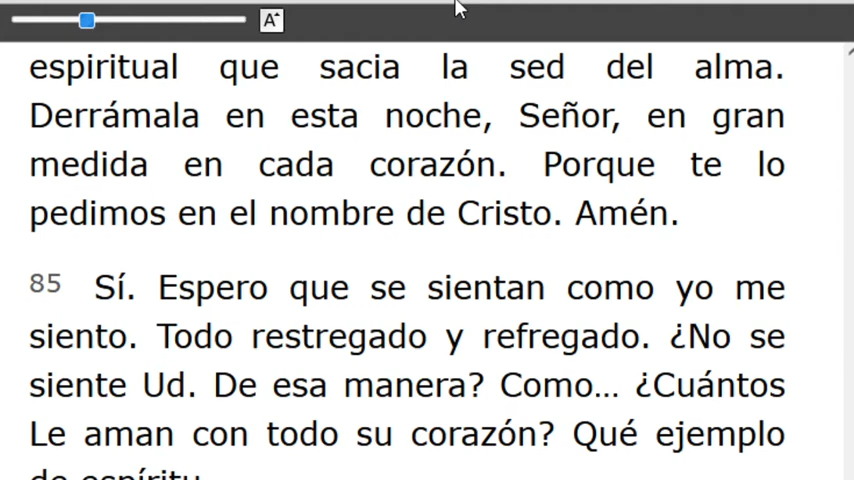 A
espiritual que sacia la sed del alma.
Derrámala en esta noche, Señor, en gran
medida en cada corazón. Porque te lo
pedimos en el nombre de Cristo. Amén.
85 Sí. Espero que se sientan como yo me
siento. Todo restregado y refregado. ¿No se
siente Ud. De esa manera? Como... ¿Cuántos
Le aman con todo su corazón? Qué ejemplo
de espíritu